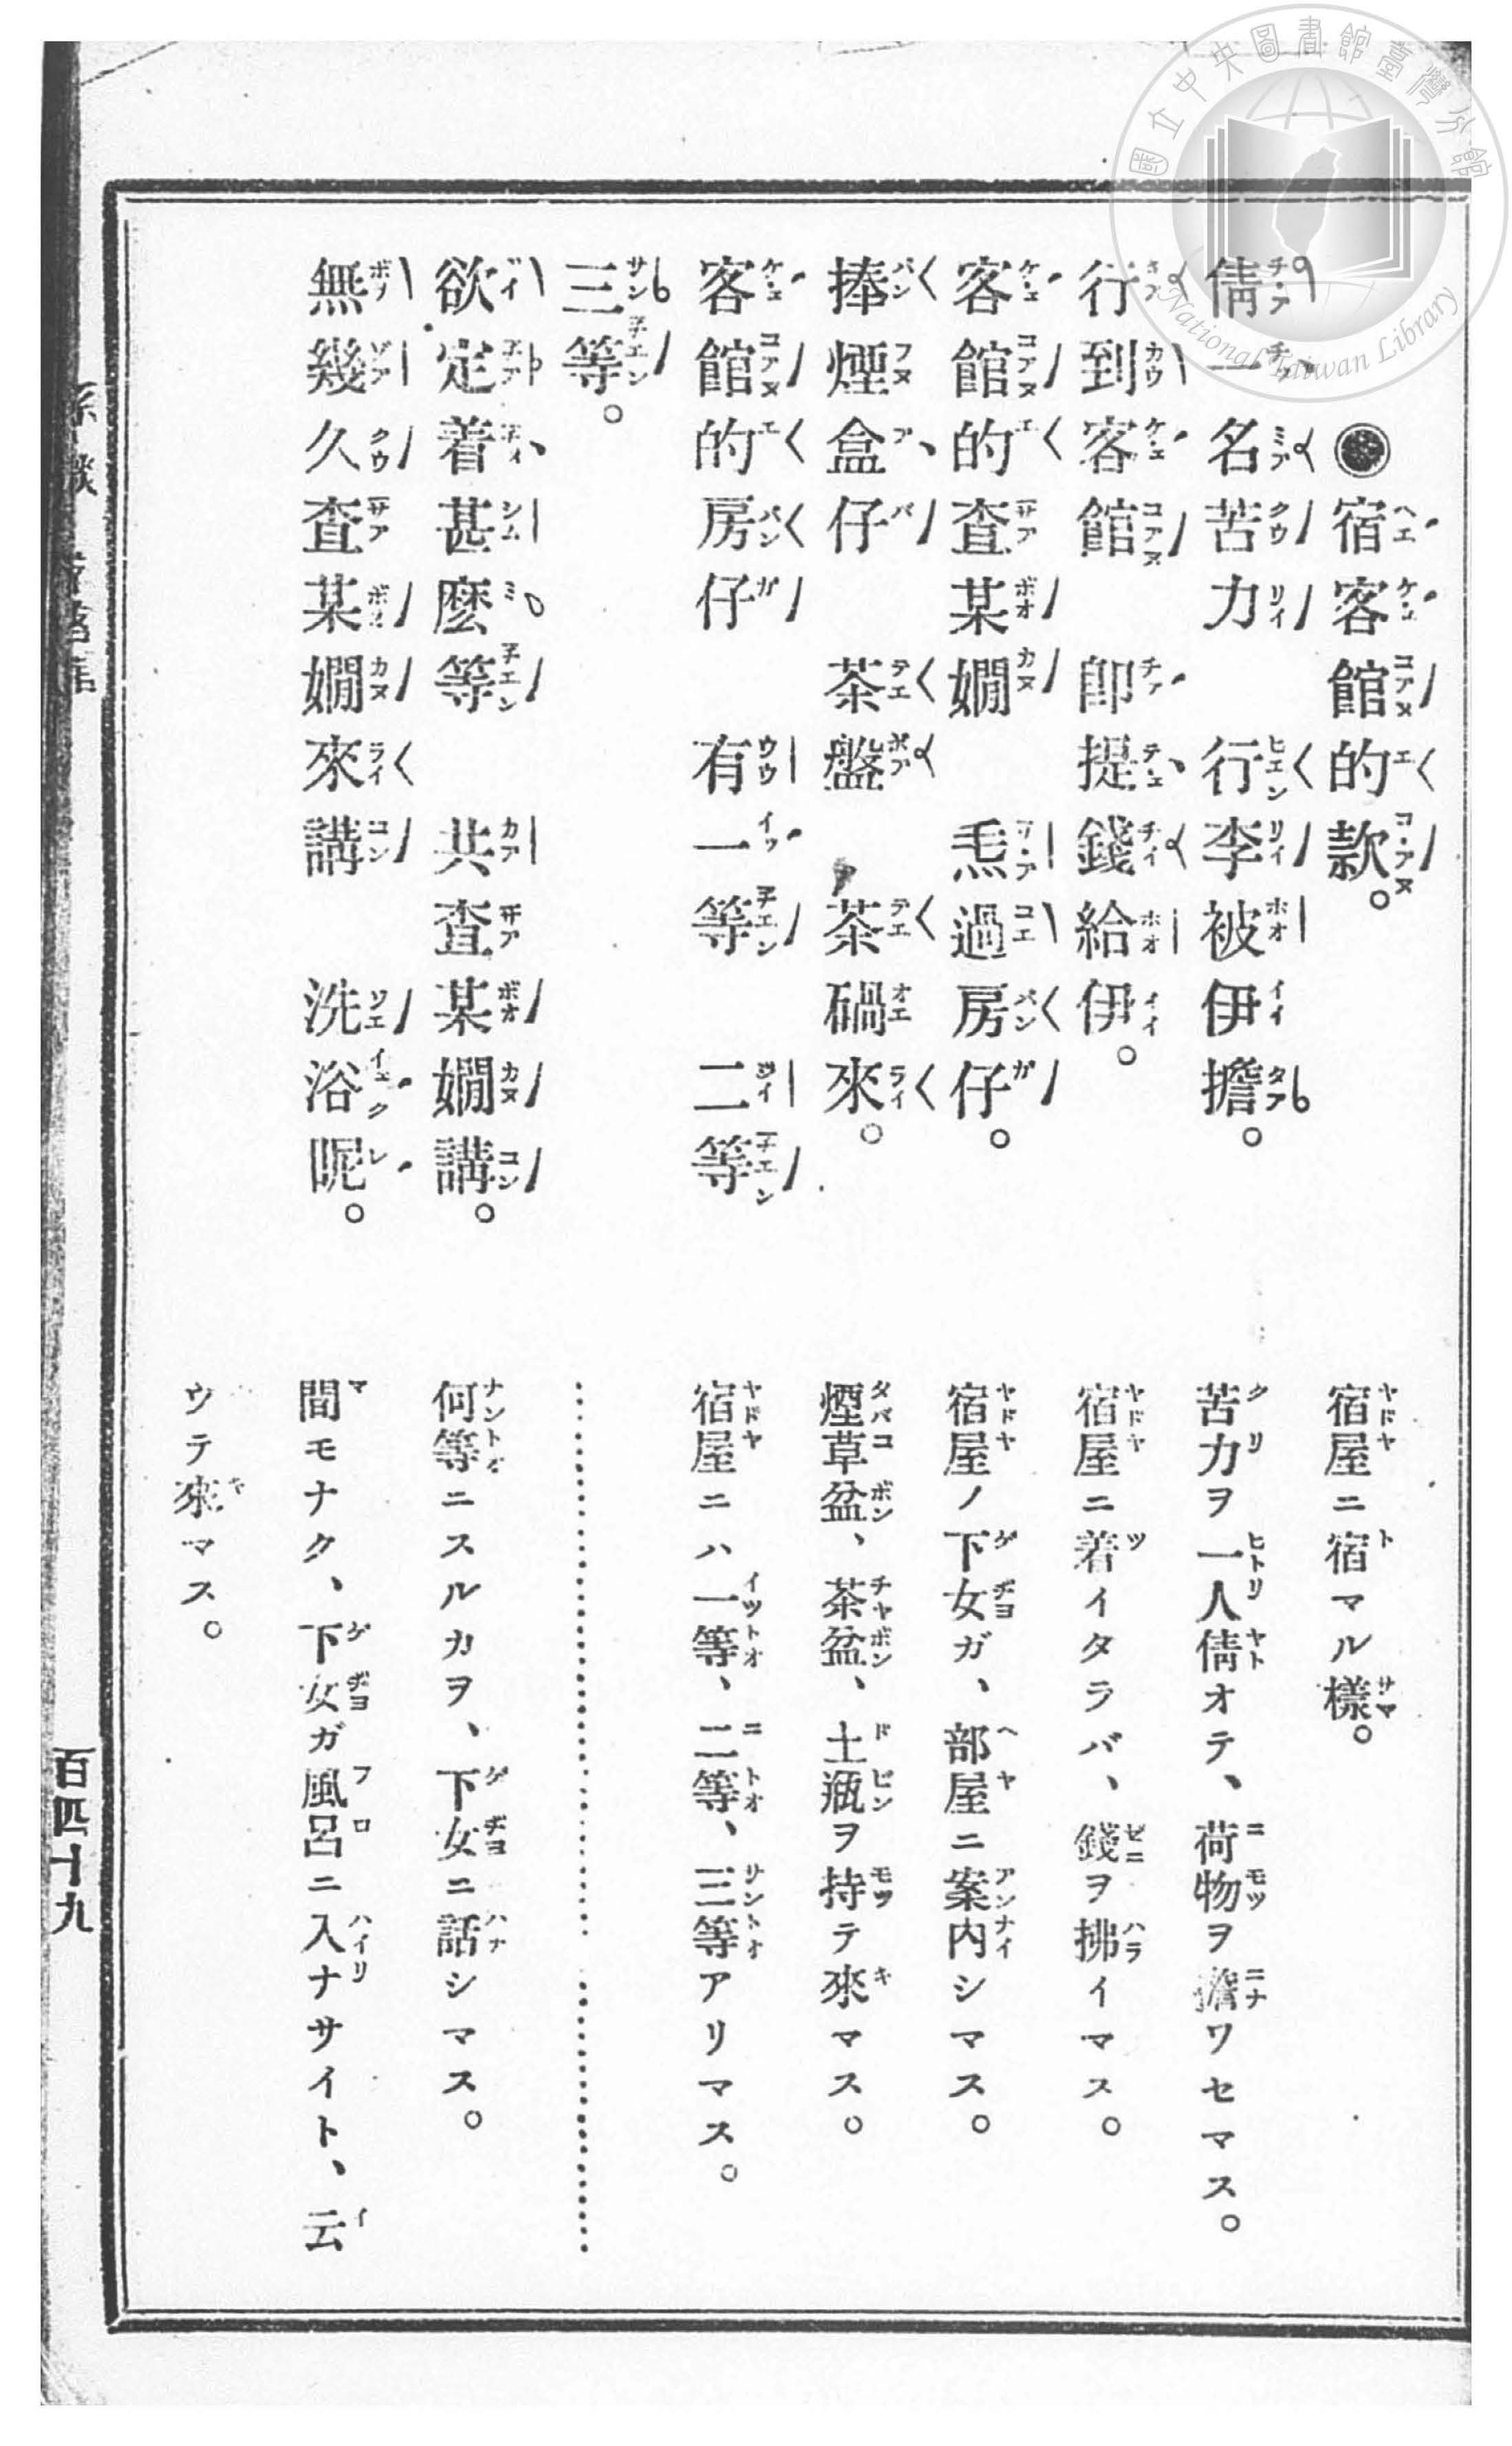 國立中央圖書館臺灣分館
National Taiwan Library
宿客館的款。
宿屋ニ宿マル樣。
倩一名苦力 行李被伊擔。
苦力ヲ一人倩オテ、荷物ヲ擔ワセマス。
行到客館 卽提錢給伊。
宿屋ニ着イタラバ、錢ヲ拂イマス。
客館的查某嫺 𤆬過房仔。
宿屋ノ下女ガ、部屋ニ案內シマス。
捧煙盒仔 茶盤 茶碢來。
煙草盆、茶盆、土瓶ヲ持テ來マス。
客館的房仔 有一等 二等
三等。
宿屋ニハ一等、二等、三等アリマス。
欲定着甚麼等 共查某嫺講。
何等ニスルカヲ、下女ニ話シマス。
無幾久查某嫺來講 洗浴呢。
間モナク、下女ガ風呂ニ入ナサイト、云
ウテ來マス。
百四十九